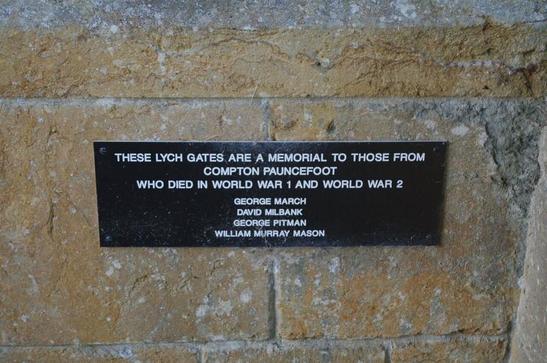 THESE LYCH GATES ARE A MEMORIAL TO THOSE FROM
COMPTON PAUNCEFOOT
WHO DIED IN WORLD WAR 1 AND WORLD WAR 2
GEORGE MARCH
DAVID MILBANK
GEORGE PITMAN
WILLIAM MURRAY MASON